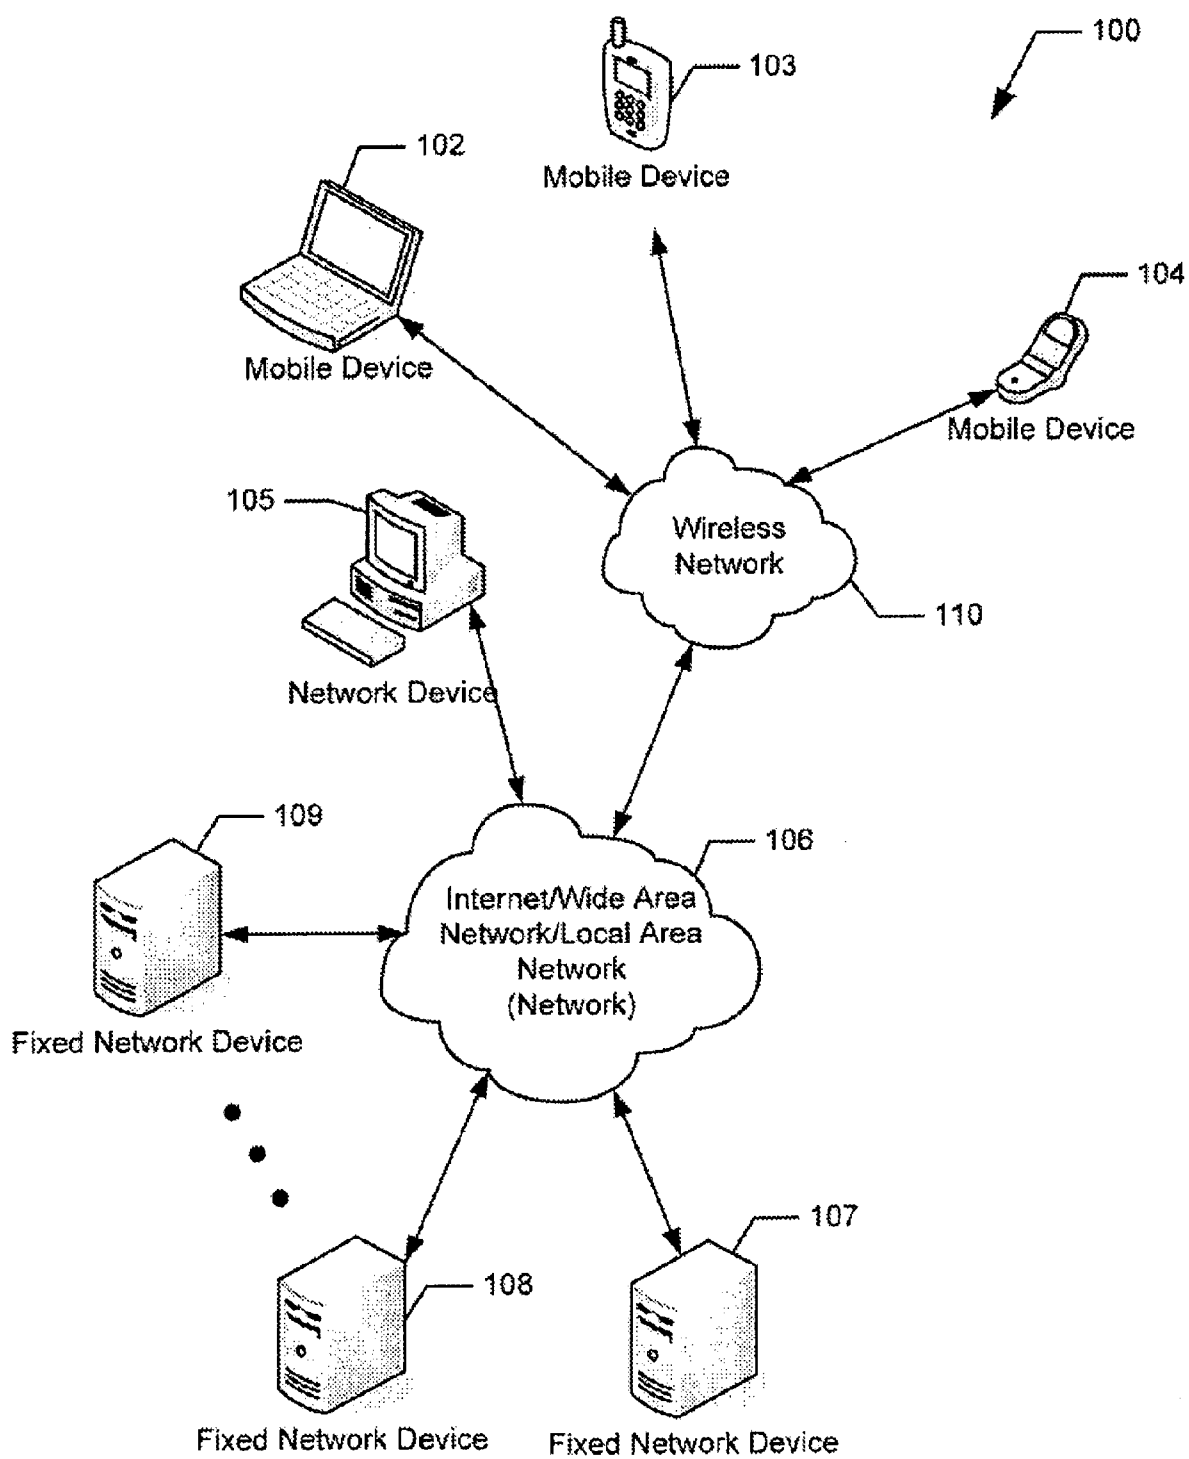 100
103
Mobile Device
102
Mobile Device
104
Mobile Device
105
Network Device
Wireless
Network
110
109
Fixed Network Device
106
Internet/Wide Area
Network/Local Area
Network
(Network)
108
Fixed Network Device
107
Fixed Network Device